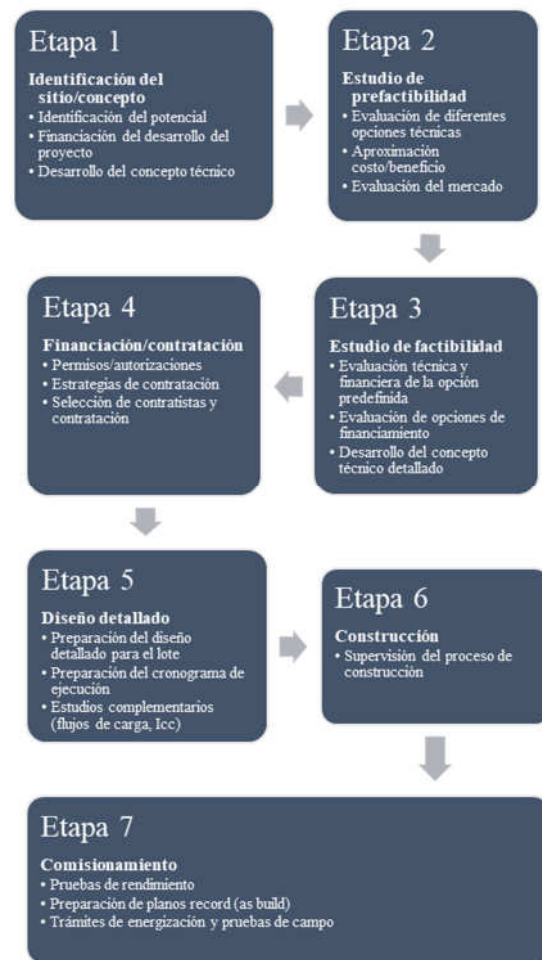 Etapa 1
Identificación del
sitio/concepto
• Identificación del potencial
• Financiación del desarrollo del
proyecto
• Desarrollo del concepto técnico
Etapa 2
Estudio de
prefactibilidad
• Evaluación de diferentes
opciones técnicas
• Aproximación
costo/beneficio
• Evaluación del mercado
Etapa 3
Estudio de factibilidad
• Evaluación técnica y
financiera de la opción
predefinida
• Evaluación de opciones de
financiamiento
• Desarrollo del concepto
técnico detallado
Etapa 4
Financiación/contratación
• Permisos/autorizaciones
• Estrategias de contratación
• Selección de contratistas y
contratación
Etapa 5
Diseño detallado
• Preparación del diseño
detallado para el lote
• Preparación del cronograma de
ejecución
• Estudios complementarios
(flujos de carga, Icc)
Etapa 6
Construcción
• Supervisión del proceso de
construcción
Etapa 7
Comisionamiento
• Pruebas de rendimiento
• Preparación de planos record (as build)
• Trámites de energización y pruebas de campo